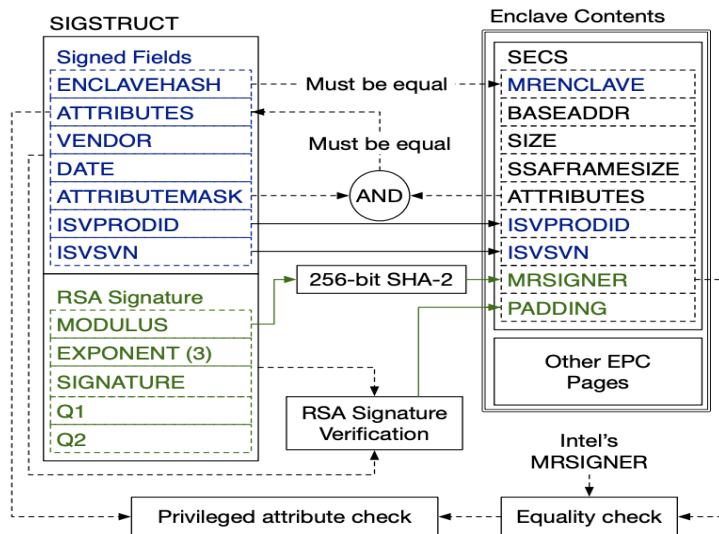 SIGSTRUCT
Signed Fields
ENCLAVEHASH
ATTRIBUTES
VENDOR
DATE
ATTRIBUTEMASK
ISVPRODID
ISVSVN
RSA Signature
MODULUS
EXPONENT (3)
SIGNATURE
Q1
Q2
Must be equal
Must be equal
AND
256-bit SHA-2
RSA Signature
Verification
Enclave Contents
SECS
MRENCLAVE
BASEADDR
SIZE
SSAFRAMESIZE
ATTRIBUTES
ISVPRODID
ISVSVN
MRSIGNER
PADDING
Other EPC
Pages
Intel's
MRSIGNER
Privileged attribute check
Equality check